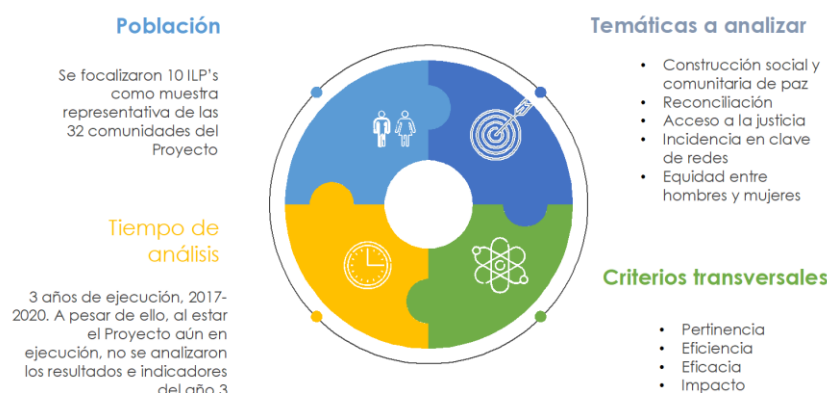 Población
Se focalizaron 10 ILP's
como muestra
representativa de las
32 comunidades del
Proyecto
Temáticas a analizar
• Construcción social y
comunitaria de paz
• Reconciliación
• Acceso a la justicia
• Incidencia en clave
de redes
• Equidad entre
hombres y mujeres
Tiempo de
análisis
3 años de ejecución, 2017-
2020. A pesar de ello, al estar
el Proyecto aún en
ejecución, no se analizaron
los resultados e indicadores
del año 3
Criterios transversales
• Pertinencia
• Eficiencia
• Eficacia
• Impacto